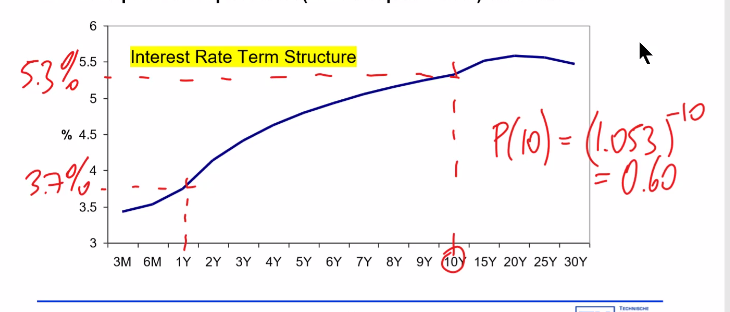 6
Interest Rate Term Structure
5.3%
5.5
5
P(10) = (1.053)^-10
= 0.60
% 4.5
4
3.7%
3.5
3
3M 6M 1Y 2Y 3Y 4Y 5Y 6Y 7Y 8Y 9Y 10Y 15Y 20Y 25Y 30Y
TECHNISCHE